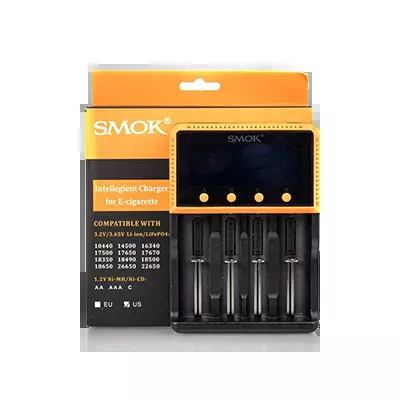 SMOK®
Intellegient Charger
for E-cigarette
COMPATIBLE WITH
3.2V/3.65V Li-ion/LiFePO4:
10440 14500 16340
17500 17650 17670
18350 18490 18500
18650 26650 22650
1.2V Ni-MH/Ni-CD:
AA AAA C
EU US
SMOK®
A B C D